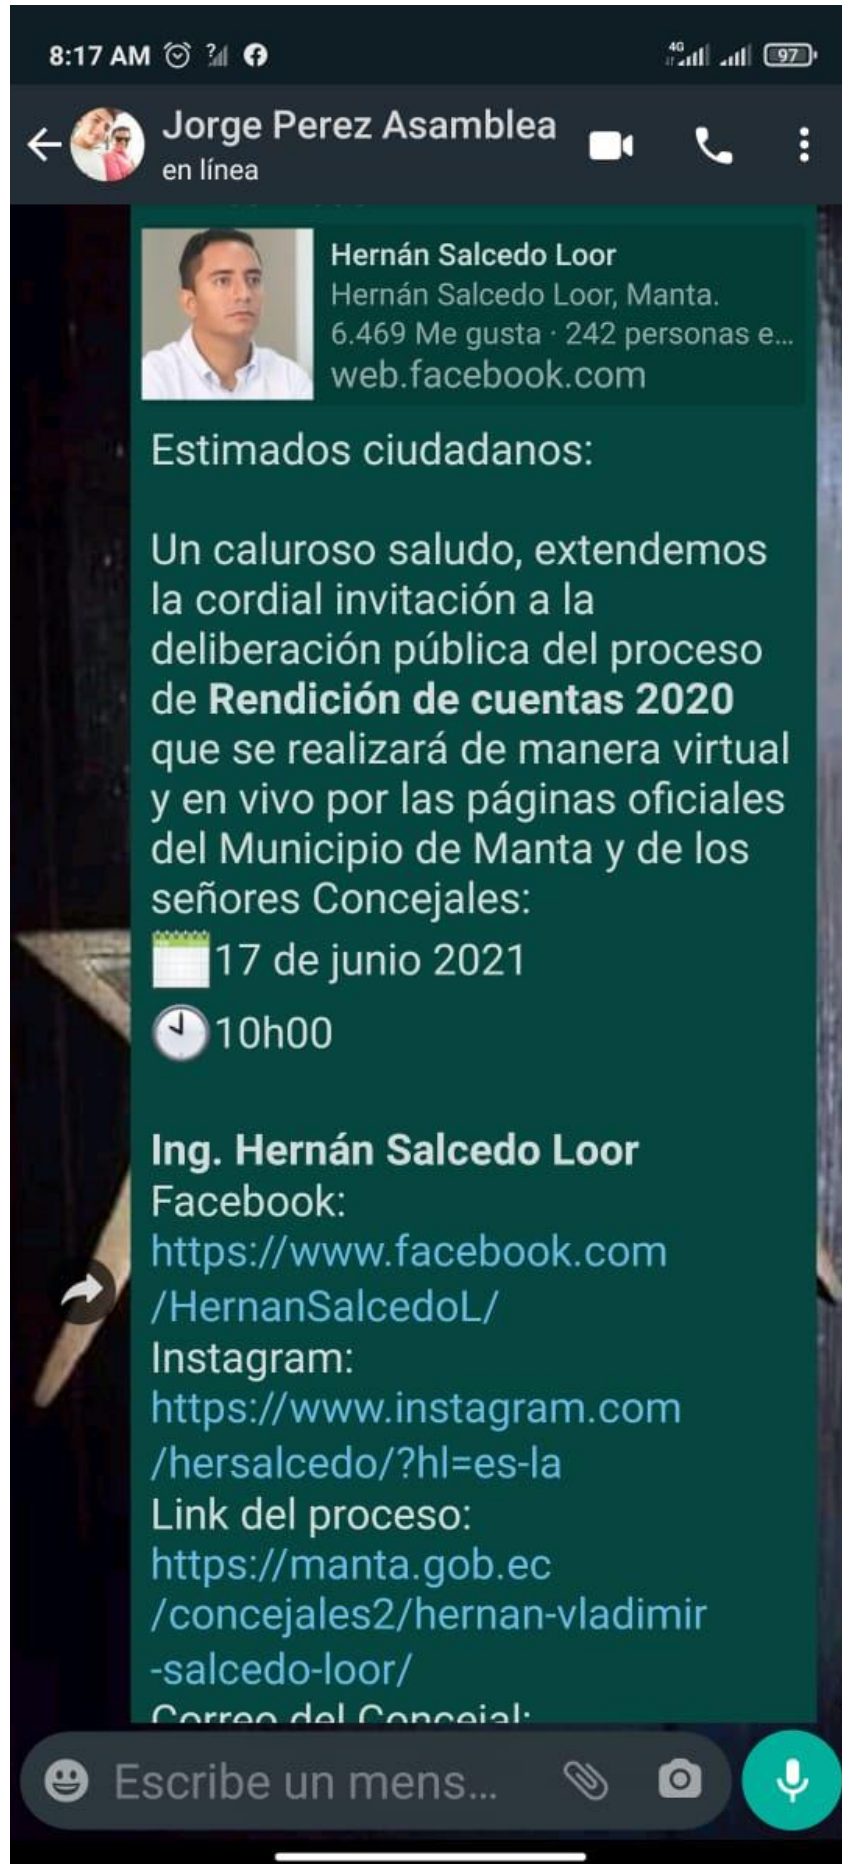 8:17 AM
4G
97
Jorge Perez Asamblea
en línea
Hernán Salcedo Loor
Hernán Salcedo Loor, Manta.
6.469 Me gusta · 242 personas e...
web.facebook.com
Estimados ciudadanos:
Un caluroso saludo, extendemos
la cordial invitación a la
deliberación pública del proceso
de Rendición de cuentas 2020
que se realizará de manera virtual
y en vivo por las páginas oficiales
del Municipio de Manta y de los
señores Concejales:
17 de junio 2021
10h00
Ing. Hernán Salcedo Loor
Facebook:
https://www.facebook.com
/HernanSalcedoL/
Instagram:
https://www.instagram.com
/hersalcedo/?hl=es-la
Link del proceso:
https://manta.gob.ec
/concejales2/hernan-vladimir
-salcedo-loor/
Correo del Concejal:
Escribe un mens...